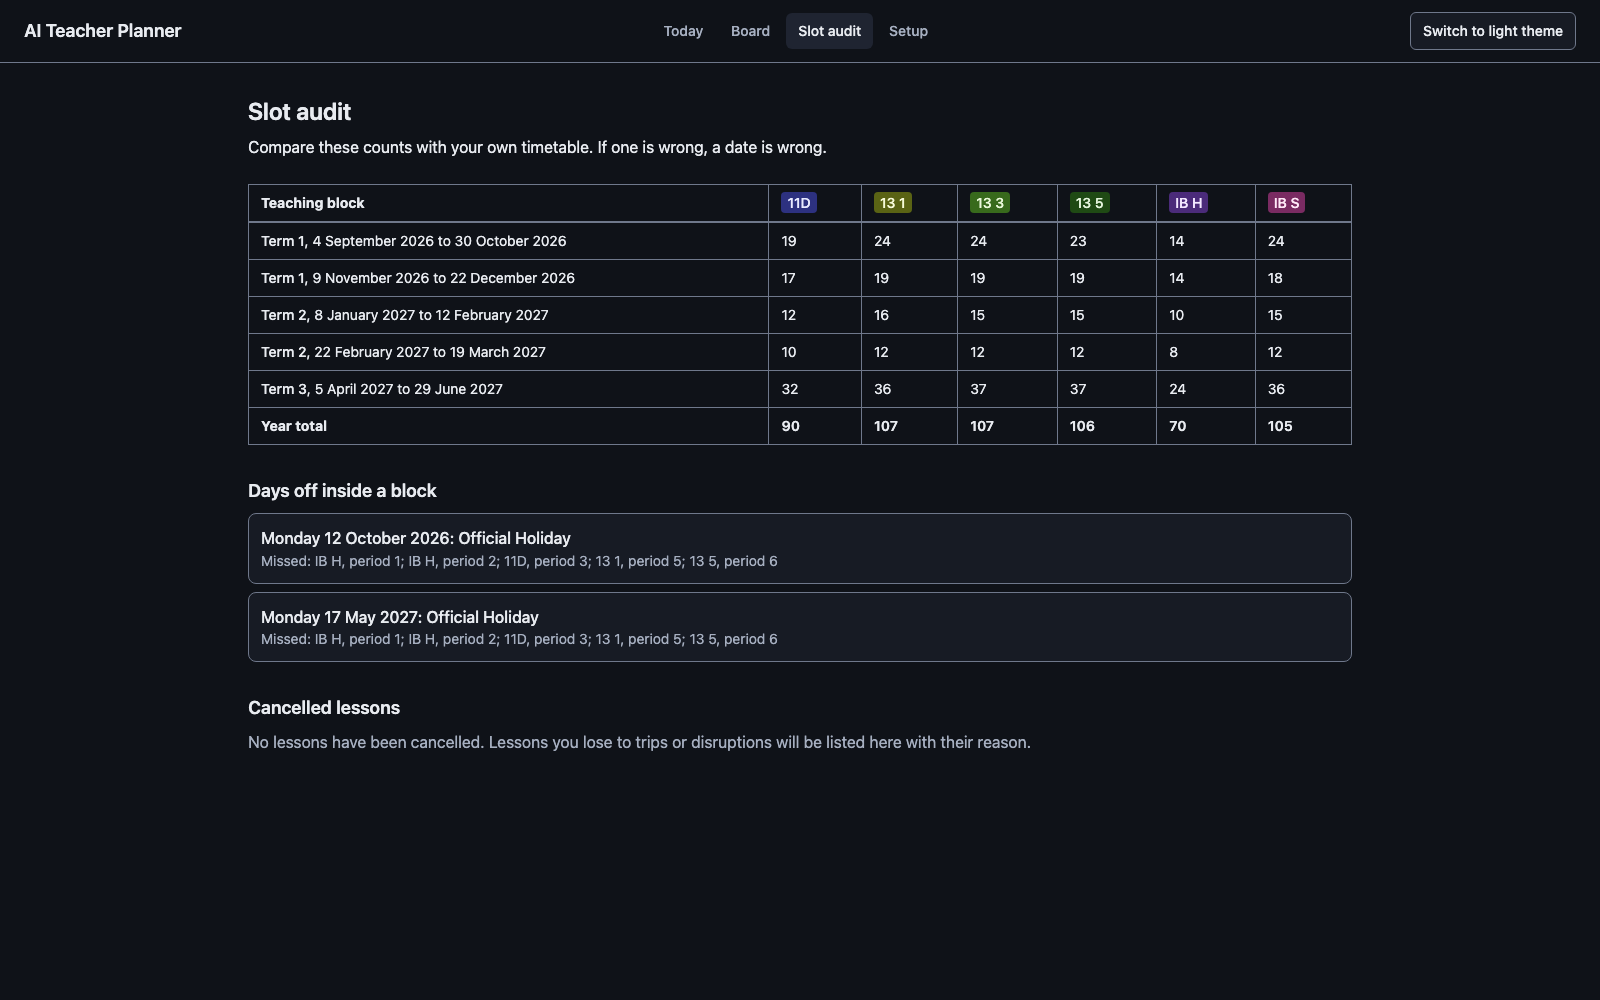 AI Teacher Planner
Today Board Slot audit Setup
Switch to light theme
Slot audit
Compare these counts with your own timetable. If one is wrong, a date is wrong.
Teaching block 11D 13 1 13 3 13 5 IB H IB S
Term 1, 4 September 2026 to 30 October 2026 19 24 24 23 14 24
Term 1, 9 November 2026 to 22 December 2026 17 19 19 19 14 18
Term 2, 8 January 2027 to 12 February 2027 12 16 15 15 10 15
Term 2, 22 February 2027 to 19 March 2027 10 12 12 12 8 12
Term 3, 5 April 2027 to 29 June 2027 32 36 37 37 24 36
Year total 90 107 107 106 70 105
Days off inside a block
Monday 12 October 2026: Official Holiday
Missed: IB H, period 1; IB H, period 2; 11D, period 3; 13 1, period 5; 13 5, period 6
Monday 17 May 2027: Official Holiday
Missed: IB H, period 1; IB H, period 2; 11D, period 3; 13 1, period 5; 13 5, period 6
Cancelled lessons
No lessons have been cancelled. Lessons you lose to trips or disruptions will be listed here with their reason.